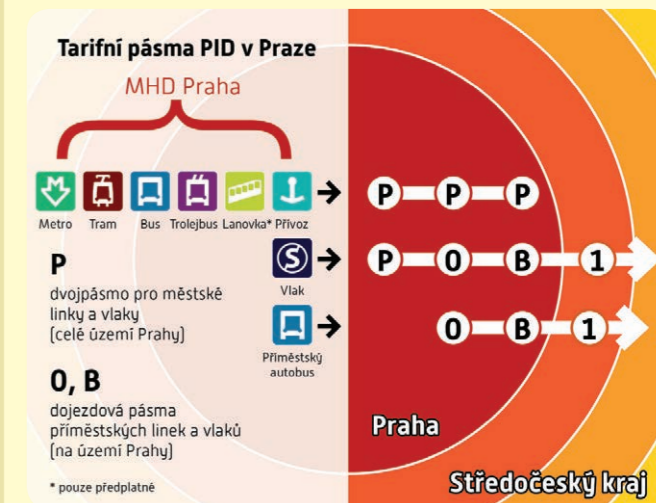 Tarifní pásma PID v Praze
MHD Praha
Metro Tram Bus Trolejbus Lanovka* Přívoz
P P P
P
dvojpásmo pro městské
linky a vlaky
(celé území Prahy)
S
Vlak
P 0 B 1
Příměstský
autobus
0 B 1
0, B
dojezdová pásma
příměstských linek a vlaků
(na území Prahy)
* pouze předplatné
Praha
Středočeský kraj